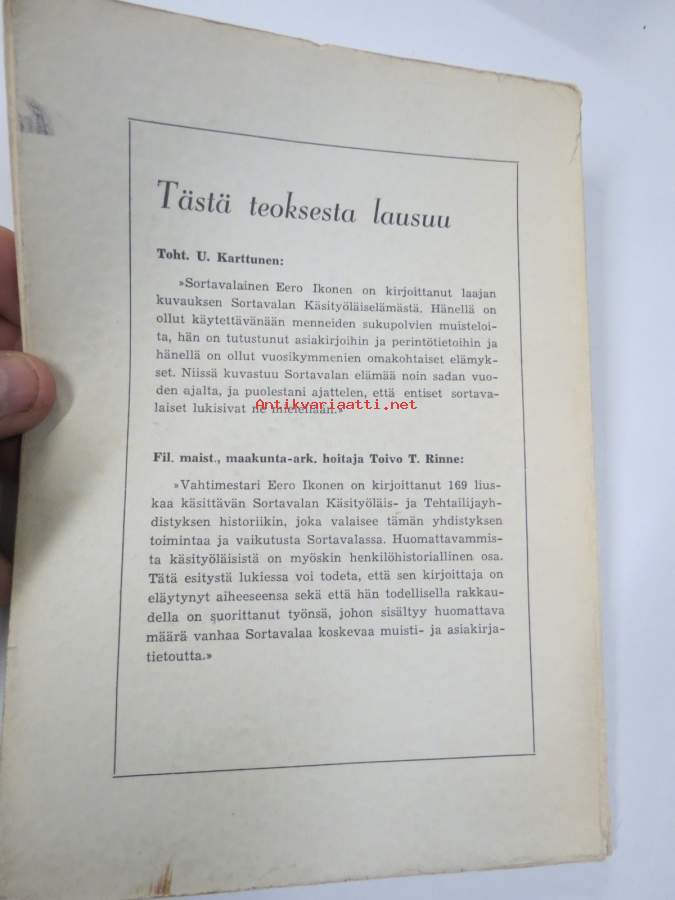 Tästä teoksesta lausuu
Toht. U. Karttunen:
»Sortavalainen Eero Ikonen on kirjoittanut laajan
kuvauksen Sortavalan Käsityöläiselämästä. Hänellä on
ollut käytettävänään menneiden sukupolvien muisteloi-
ta, hän on tutustunut asiakirjoihin ja perintötietoihin ja
hänellä on ollut vuosikymmenien omakohtaiset elämyk-
set. Niissä kuvastuu Sortavalan elämää noin sadan vuo-
den ajalta, ja puolestani ajattelen, että entiset sortava-
laiset lukisivat ne mielellään.»
Antikvariaatti.net
Fil. maist., maakunta-ark. hoitaja Toivo T. Rinne:
»Vahtimestari Eero Ikonen on kirjoittanut 169 lius-
kaa käsittävän Sortavalan Käsityöläis- ja Tehtailijayh-
distyksen historiikin, joka valaisee tämän yhdistyksen
toimintaa ja vaikutusta Sortavalassa. Huomattavammis-
ta käsityöläisistä on myöskin henkilöhistoriallinen osa.
Tätä esitystä lukiessa voi todeta, että sen kirjoittaja on
eläytynyt aiheeseensa sekä että hän todellisella rakkau-
della on suorittanut työnsä, johon sisältyy huomattava
määrä vanhaa Sortavalaa koskevaa muisti- ja asiakirja-
tietoutta.»